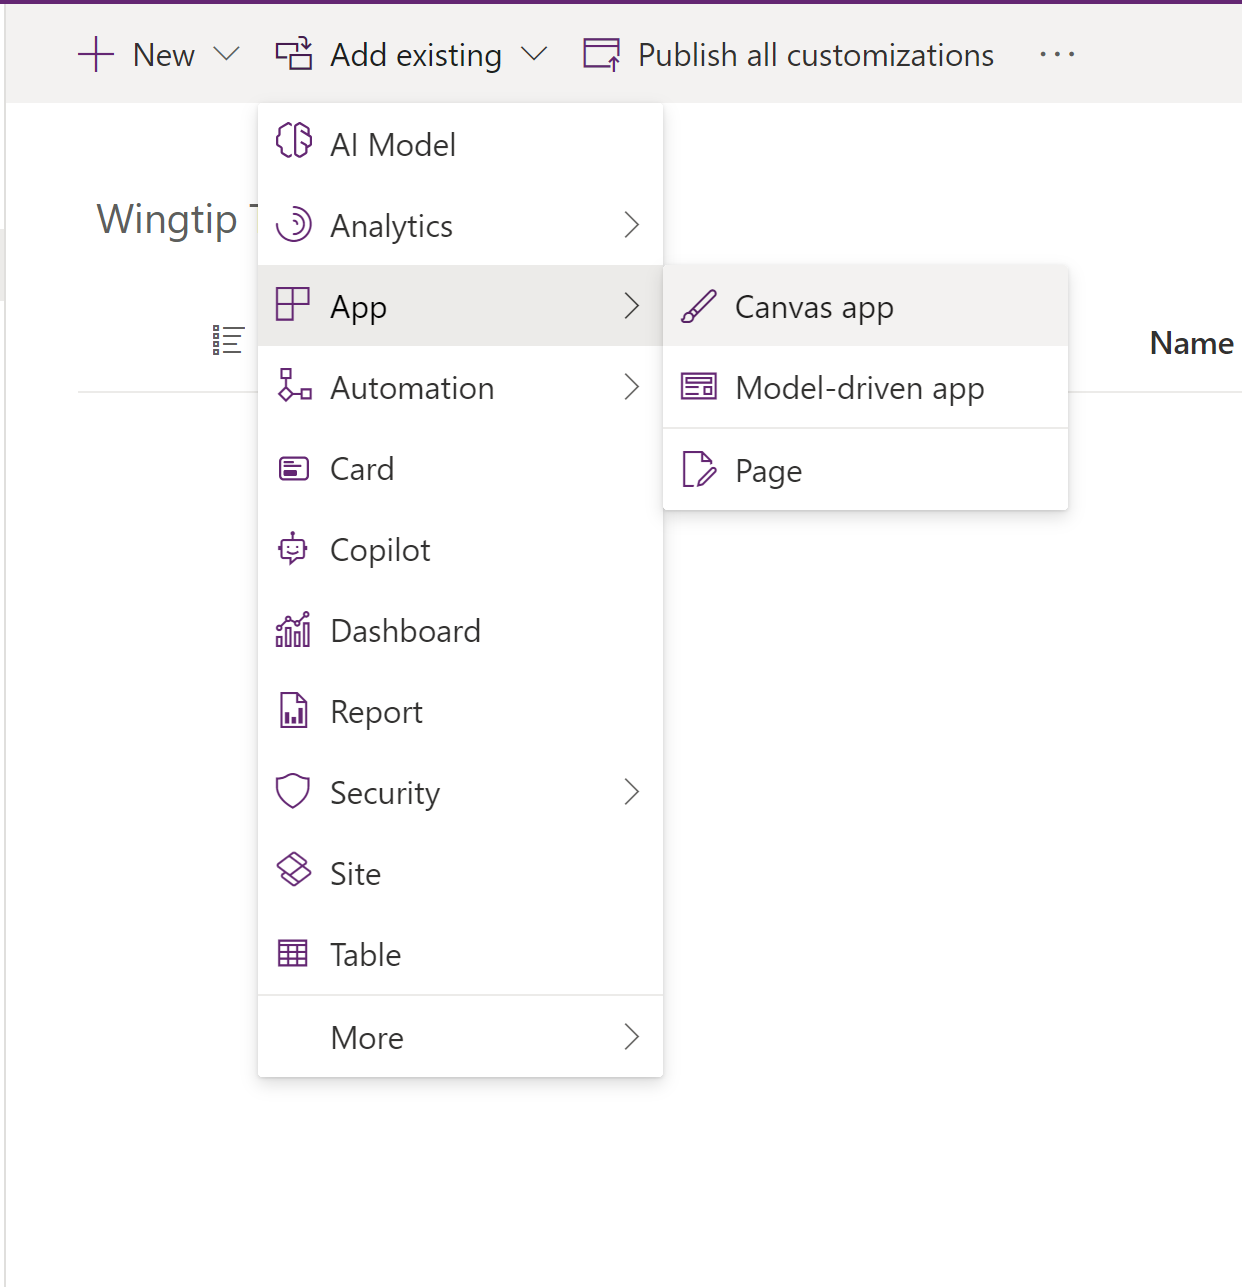 New
Add existing
Publish all customizations
···
AI Model
Wingtip
Analytics
App
Canvas app
Name
Automation
Model-driven app
Card
Page
Copilot
Dashboard
Report
Security
Site
Table
More